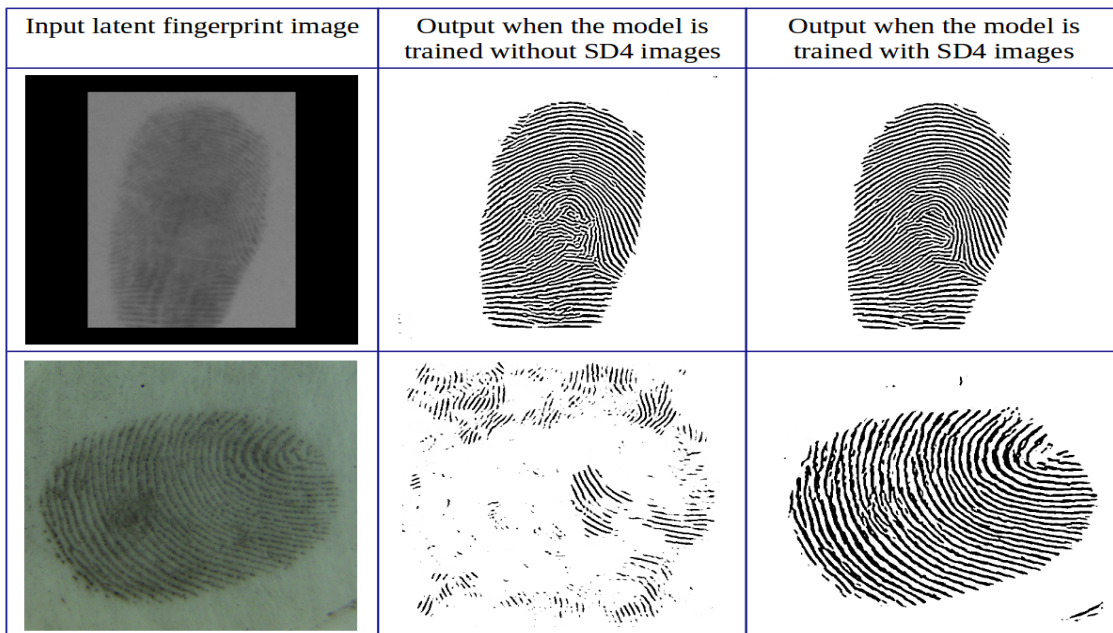 Input latent fingerprint image
Output when the model is
trained without SD4 images
Output when the model is
trained with SD4 images